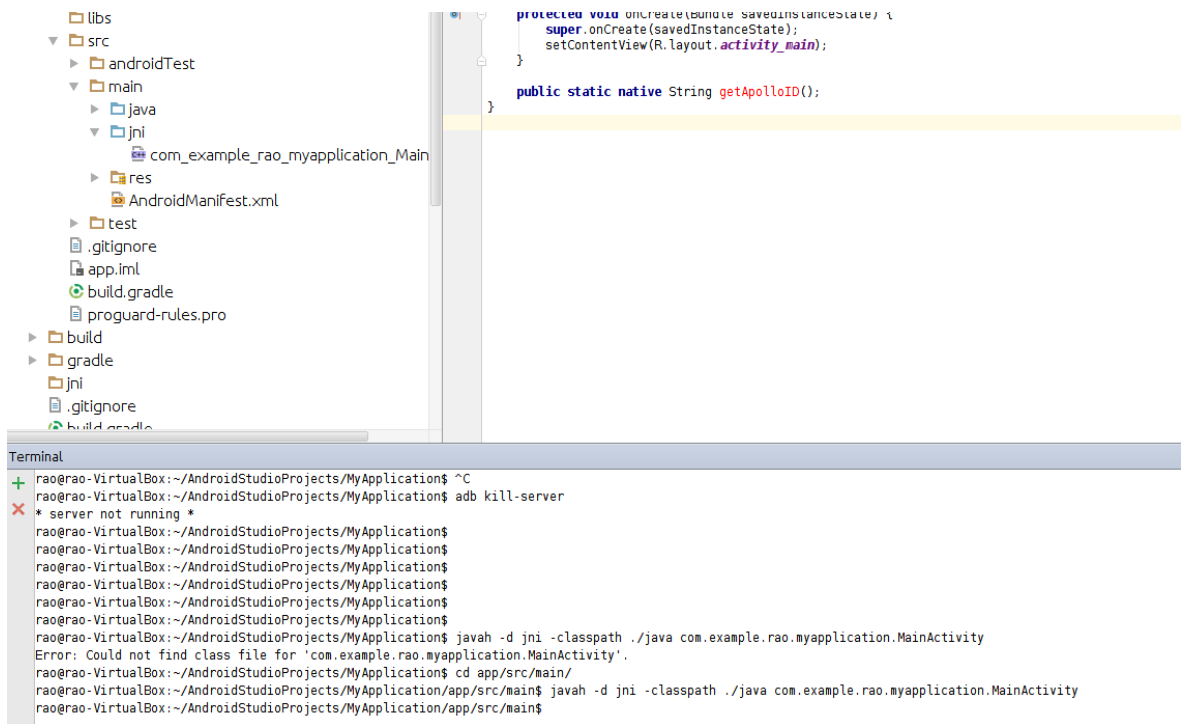 libs
src
androidTest
main
java
jni
com_example_rao_myapplication_Main
res
AndroidManifest.xml
test
.gitignore
app.iml
build.gradle
proguard-rules.pro
build
gradle
jni
.gitignore
build.gradle
protected void onCreate(Bundle savedInstanceState) {
super.onCreate(savedInstanceState);
setContentView(R.layout.activity_main);
}
public static native String getApolloID();
}
Terminal
rao@rao-VirtualBox:~/AndroidStudioProjects/MyApplication$ ^C
rao@rao-VirtualBox:~/AndroidStudioProjects/MyApplication$ adb kill-server
* server not running *
rao@rao-VirtualBox:~/AndroidStudioProjects/MyApplication$
rao@rao-VirtualBox:~/AndroidStudioProjects/MyApplication$
rao@rao-VirtualBox:~/AndroidStudioProjects/MyApplication$
rao@rao-VirtualBox:~/AndroidStudioProjects/MyApplication$
rao@rao-VirtualBox:~/AndroidStudioProjects/MyApplication$
rao@rao-VirtualBox:~/AndroidStudioProjects/MyApplication$
rao@rao-VirtualBox:~/AndroidStudioProjects/MyApplication$ javah -d jni -classpath ./java com.example.rao.myapplication.MainActivity
Error: Could not find class file for 'com.example.rao.myapplication.MainActivity'.
rao@rao-VirtualBox:~/AndroidStudioProjects/MyApplication$ cd app/src/main/
rao@rao-VirtualBox:~/AndroidStudioProjects/MyApplication/app/src/main$ javah -d jni -classpath ./java com.example.rao.myapplication.MainActivity
rao@rao-VirtualBox:~/AndroidStudioProjects/MyApplication/app/src/main$